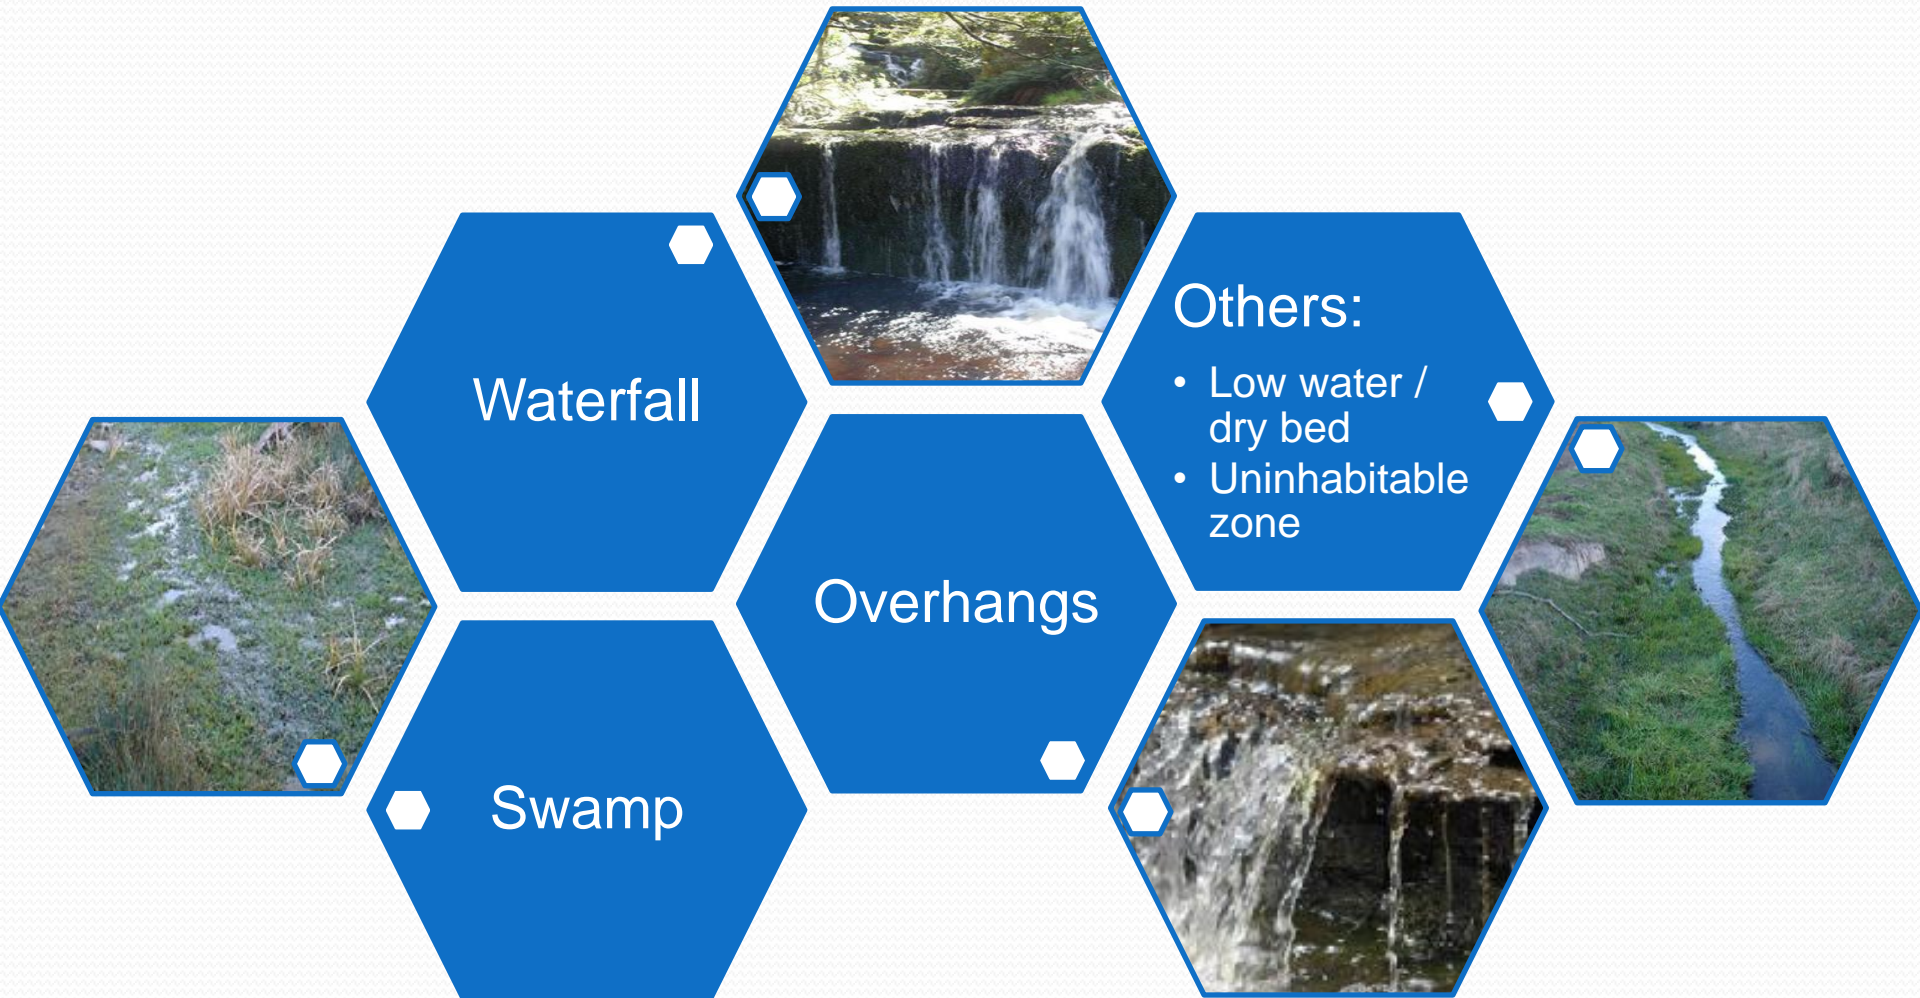 Waterfall
Others:
• Low water /
dry bed
• Uninhabitable
zone
Overhangs
Swamp